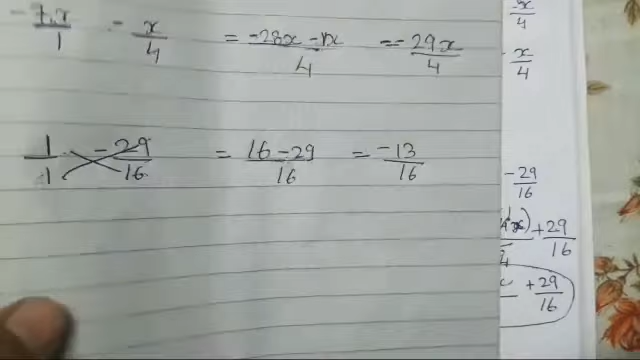 -7x/1 - x/4 = -28x - 1x/4 = -29x/4
1/1 - 29/16 = 16 - 29/16 = -13/16
x/4
x/4
-29/16
+ 29/16
4
+ 29/16